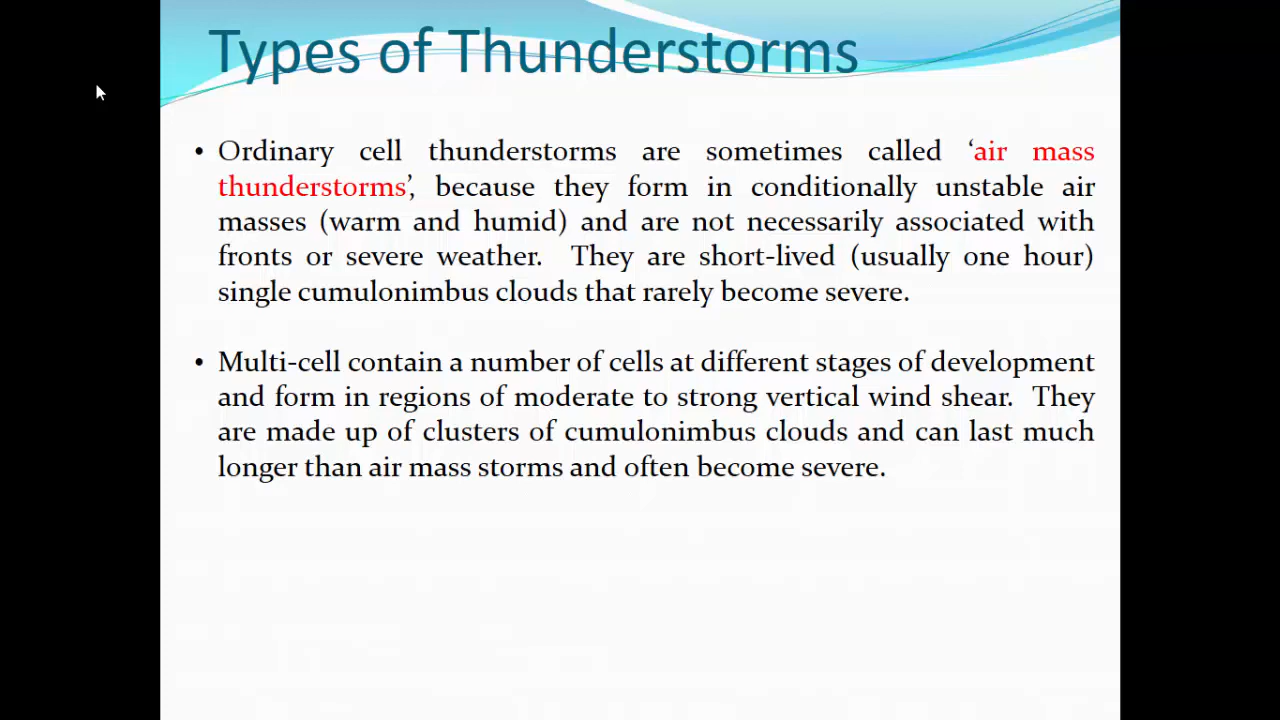 Types of Thunderstorms
• Ordinary cell thunderstorms are sometimes called ‘air mass
thunderstorms’, because they form in conditionally unstable air
masses (warm and humid) and are not necessarily associated with
fronts or severe weather. They are short-lived (usually one hour)
single cumulonimbus clouds that rarely become severe.
• Multi-cell contain a number of cells at different stages of development
and form in regions of moderate to strong vertical wind shear. They
are made up of clusters of cumulonimbus clouds and can last much
longer than air mass storms and often become severe.